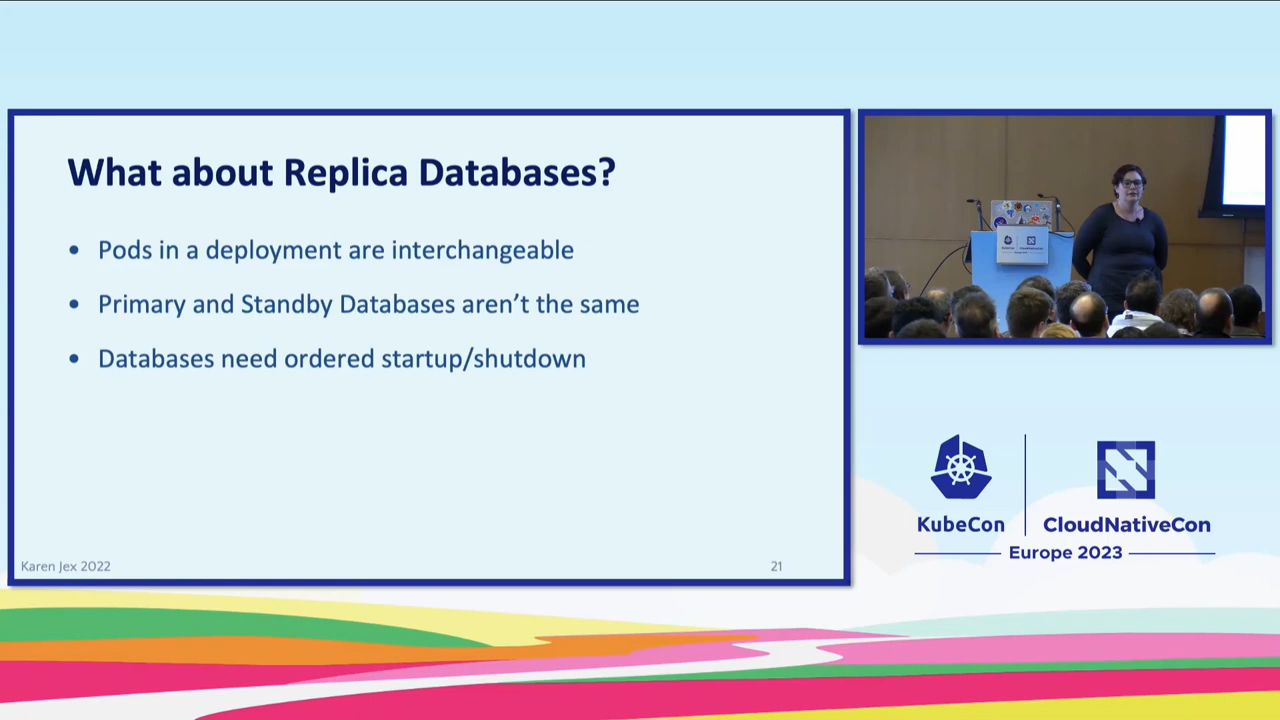 What about Replica Databases?
• Pods in a deployment are interchangeable
• Primary and Standby Databases aren’t the same
• Databases need ordered startup/shutdown
Karen Jex 2022
21
KubeCon
CloudNativeCon
Europe 2023